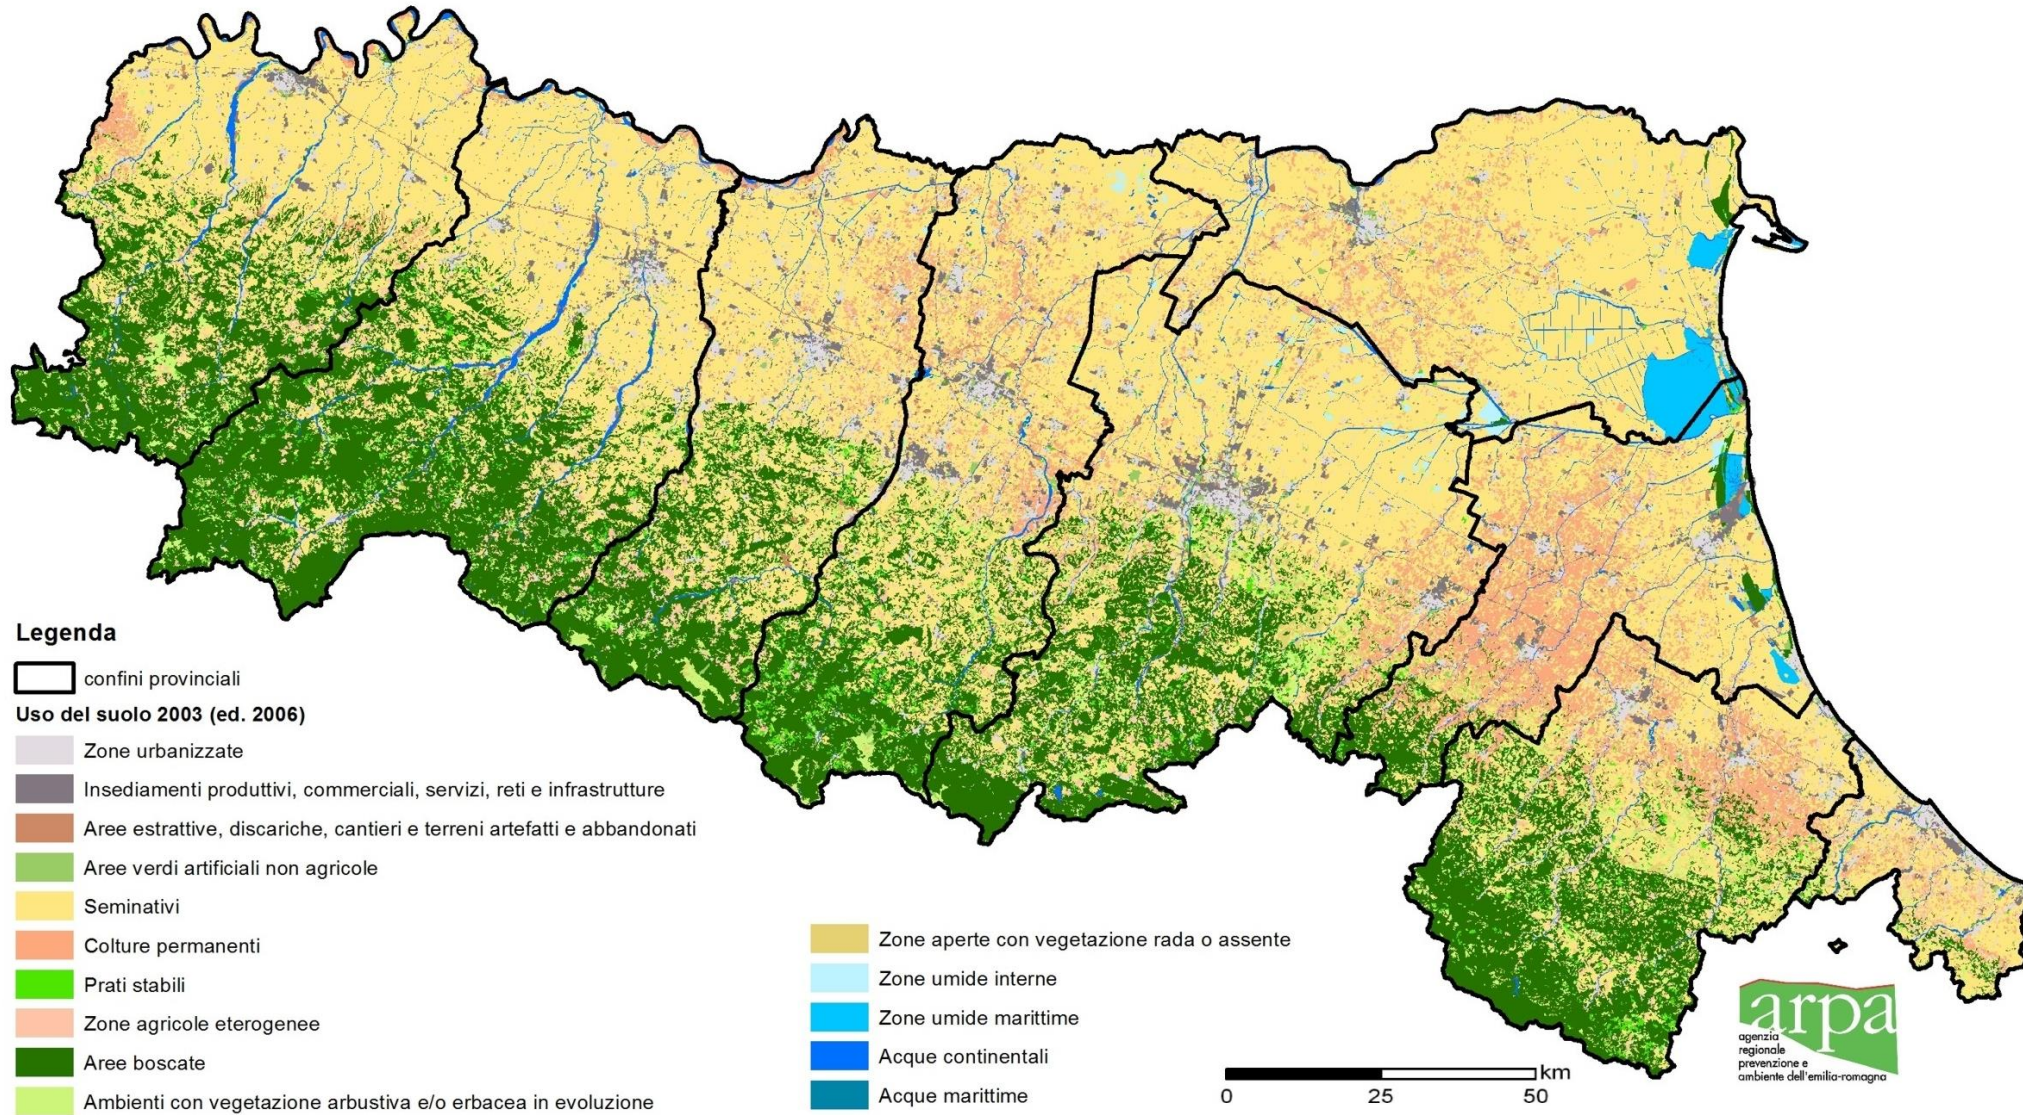 Legenda
confini provinciali
Uso del suolo 2003 (ed. 2006)
Zone urbanizzate
Insediamenti produttivi, commerciali, servizi, reti e infrastrutture
Aree estrattive, discariche, cantieri e terreni artefatti e abbandonati
Aree verdi artificiali non agricole
Seminativi
Colture permanenti
Prati stabili
Zone agricole eterogenee
Aree boscate
Ambienti con vegetazione arbustiva e/o erbacea in evoluzione
Zone aperte con vegetazione rada o assente
Zone umide interne
Zone umide marittime
Acque continentali
Acque marittime
km
0 25 50
arpa
agenzia
regionale
prevenzione e
ambiente dell'emilia-romagna